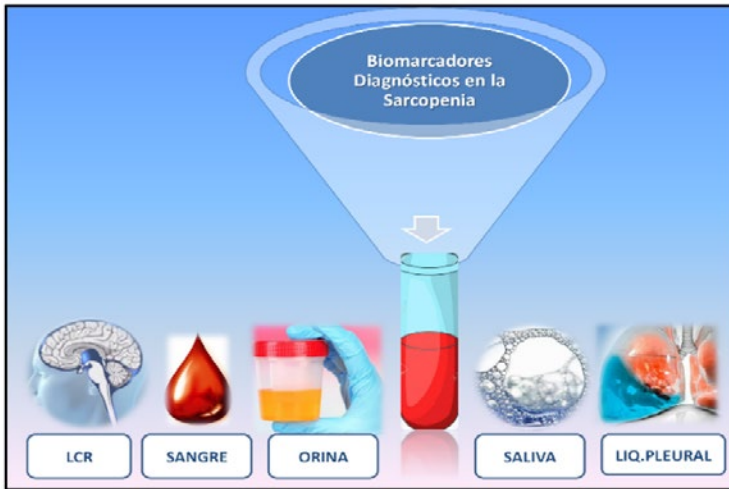 Biomarcadores
Diagnósticos en la
Sarcopenia
LCR
SANGRE
ORINA
SALIVA
LIQ.PLEURAL